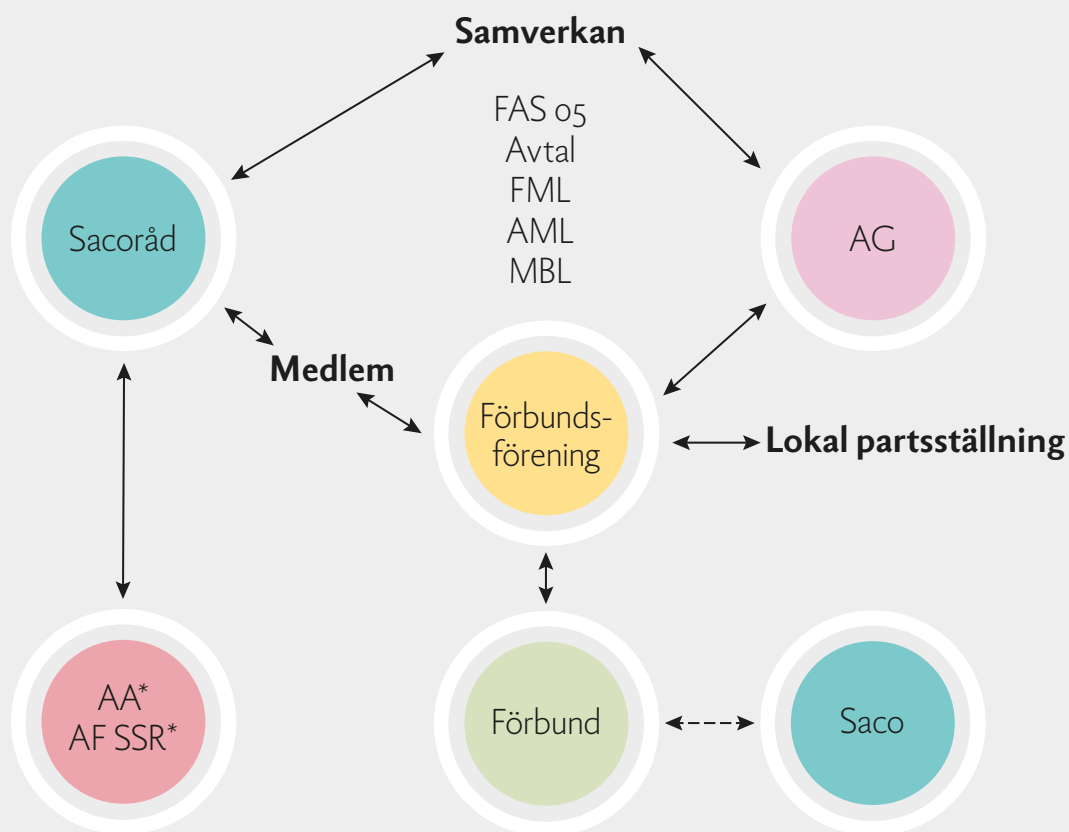 Samverkan
FAS 05
Avtal
FML
AML
MBL
Sacoråd
AG
Medlem
Förbunds-
förening
Lokal partsställning
AA*
AF SSR*
Förbund
Saco